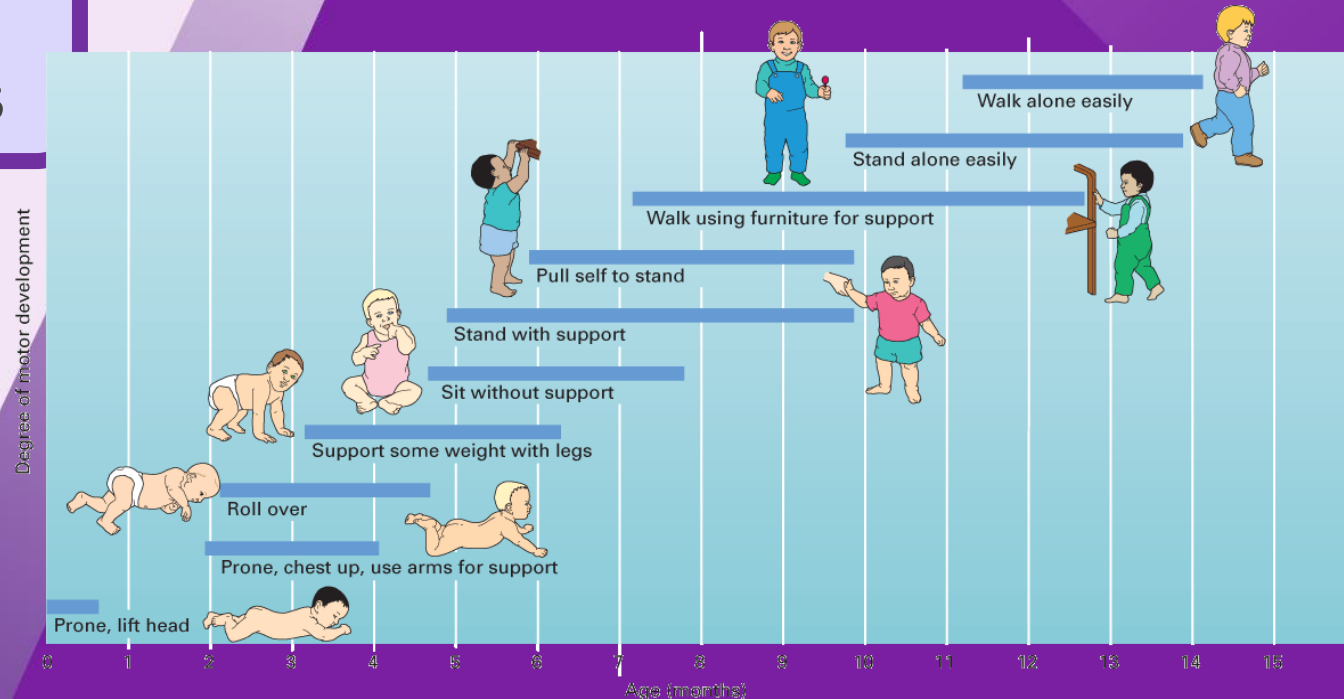 Walk alone easily
Stand alone easily
Walk using furniture for support
Pull self to stand
Stand with support
Sit without support
Support some weight with legs
Roll over
Prone, chest up, use arms for support
Prone, lift head
Degree of motor development
0 1 2 3 4 5 6 7 8 9 10 11 12 13 14 15
Age (months)